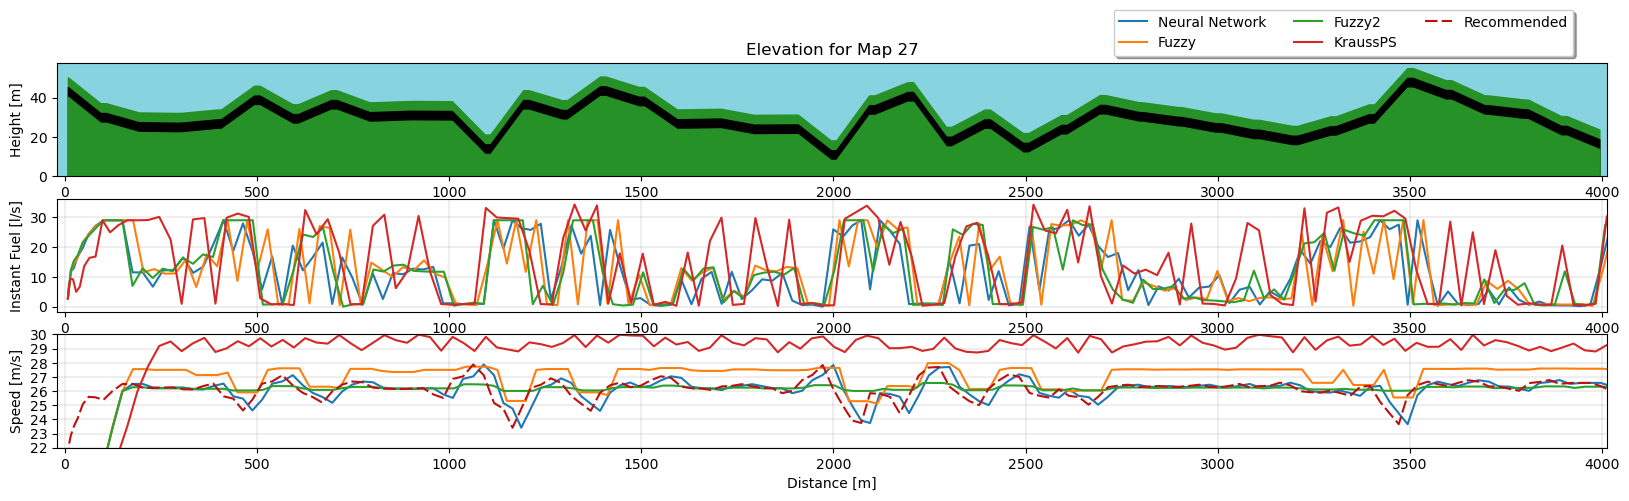 Neural Network
Fuzzy
Fuzzy2
KraussPS
Recommended
Elevation for Map 27
Height [m]
40
20
0
0 500 1000 1500 2000 2500 3000 3500 4000
Instant Fuel [l/s]
30
20
10
0
0 500 1000 1500 2000 2500 3000 3500 4000
Speed [m/s]
30
29
28
27
26
25
24
23
22
0 500 1000 1500 2000 2500 3000 3500 4000
Distance [m]